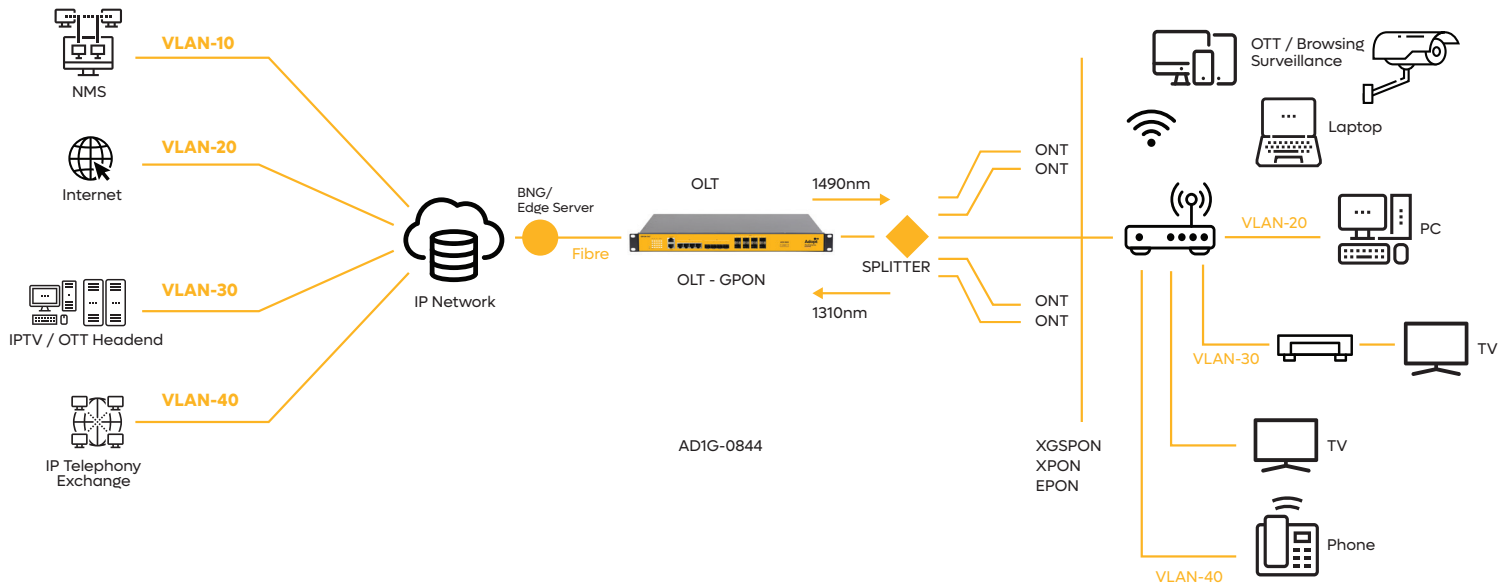 VLAN-10
NMS
VLAN-20
Internet
VLAN-30
IPTV / OTT Headend
VLAN-40
IP Telephony
Exchange
IP Network
BNG/
Edge Server
Fibre
OLT
OLT - GPON
AD1G-0844
1490nm
SPLITTER
1310nm
ONT
ONT
ONT
ONT
XGSPON
XPON
EPON
OTT / Browsing
Surveillance
Laptop
VLAN-20
PC
VLAN-30
TV
TV
Phone
VLAN-40